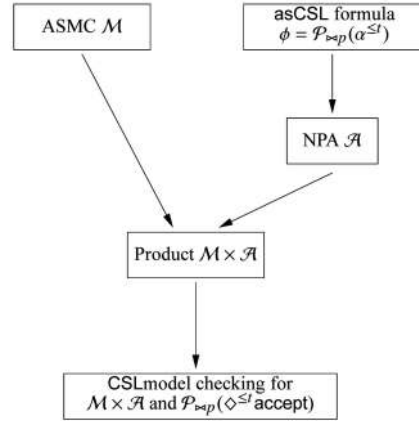 ASMC ℳ
asCSL formula
ϕ = 𝒫⋈p(α≤t)
NPA 𝒜
Product ℳ × 𝒜
CSLmodel checking for
ℳ × 𝒜 and 𝒫⋈p(◇≤t accept)